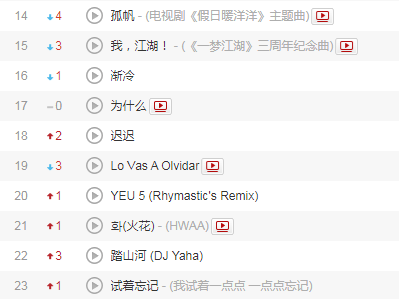 14 4 孤帆 - (电视剧《假日暖洋洋》主题曲)
15 3 我，江湖！ - (《一梦江湖》三周年纪念曲)
16 1 渐冷
17 0 为什么
18 2 迟迟
19 3 Lo Vas A Olvidar
20 1 YEU 5 (Rhymastic's Remix)
21 1 화(火花) - (HWAA)
22 3 踏山河 (DJ Yaha)
23 1 试着忘记 - (我试着一点点 一点点忘记)